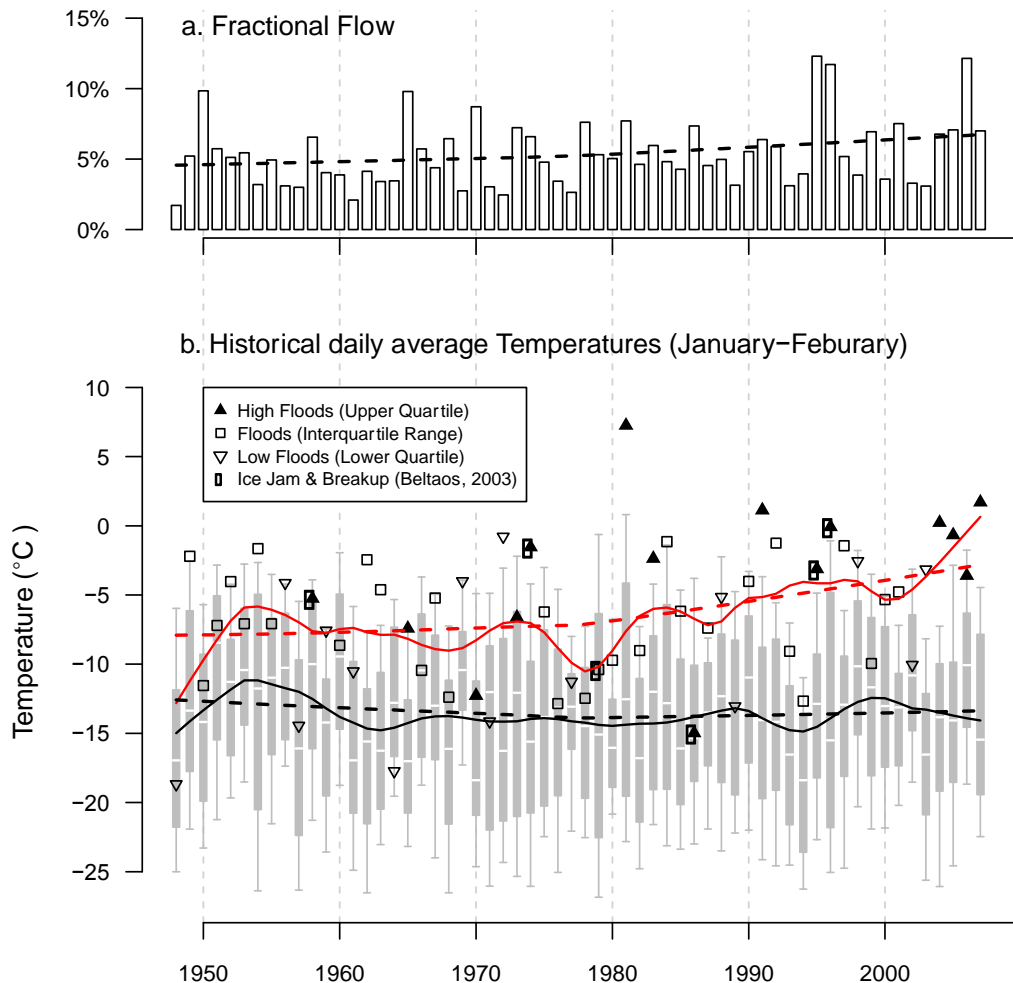 a. Fractional Flow
15%
10%
5%
0%
b. Historical daily average Temperatures (January−Feburary)
High Floods (Upper Quartile)
Floods (Interquartile Range)
Low Floods (Lower Quartile)
Ice Jam & Breakup (Beltaos, 2003)
Temperature (°C )
10
5
0
−5
−10
−15
−20
−25
1950 1960 1970 1980 1990 2000